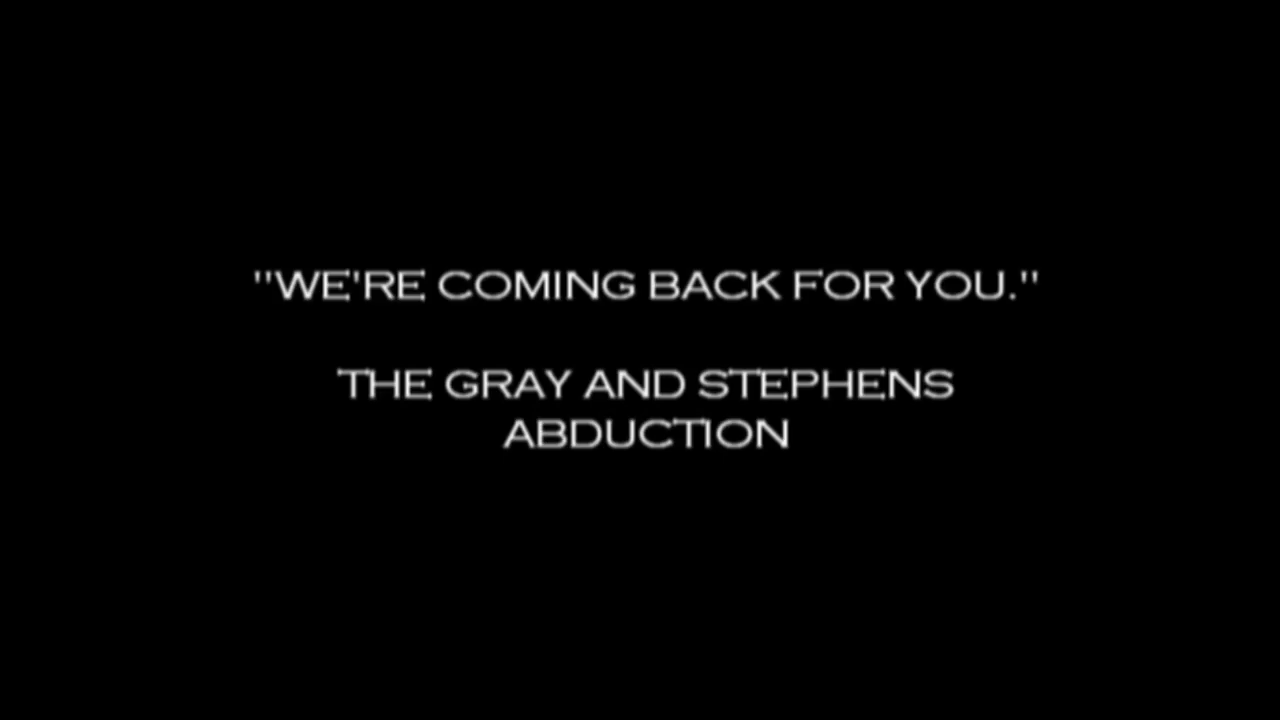 "WE'RE COMING BACK FOR YOU."
THE GRAY AND STEPHENS
ABDUCTION